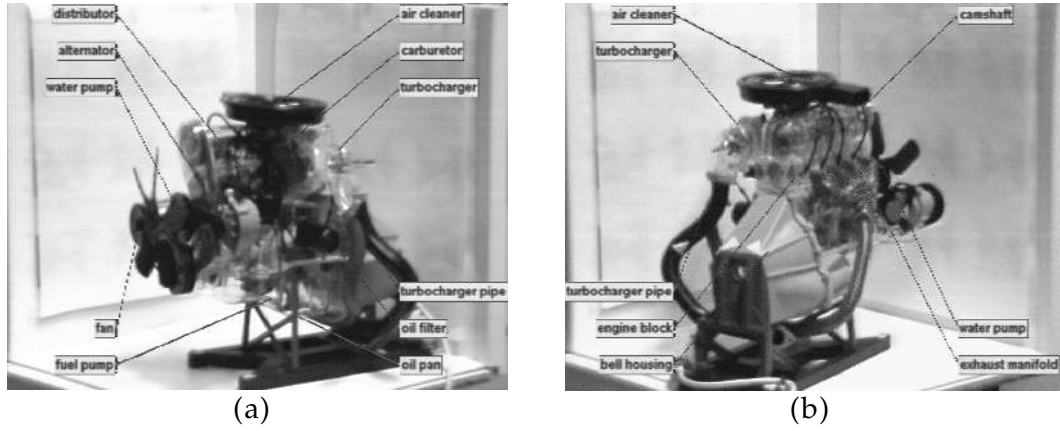 distributor
air cleaner
alternator
carburetor
water pump
turbocharger
turbocharger pipe
fan
oil filter
fuel pump
oil pan
(a)
air cleaner
camshaft
turbocharger
turbocharger pipe
engine block
water pump
bell housing
exhaust manifold
(b)